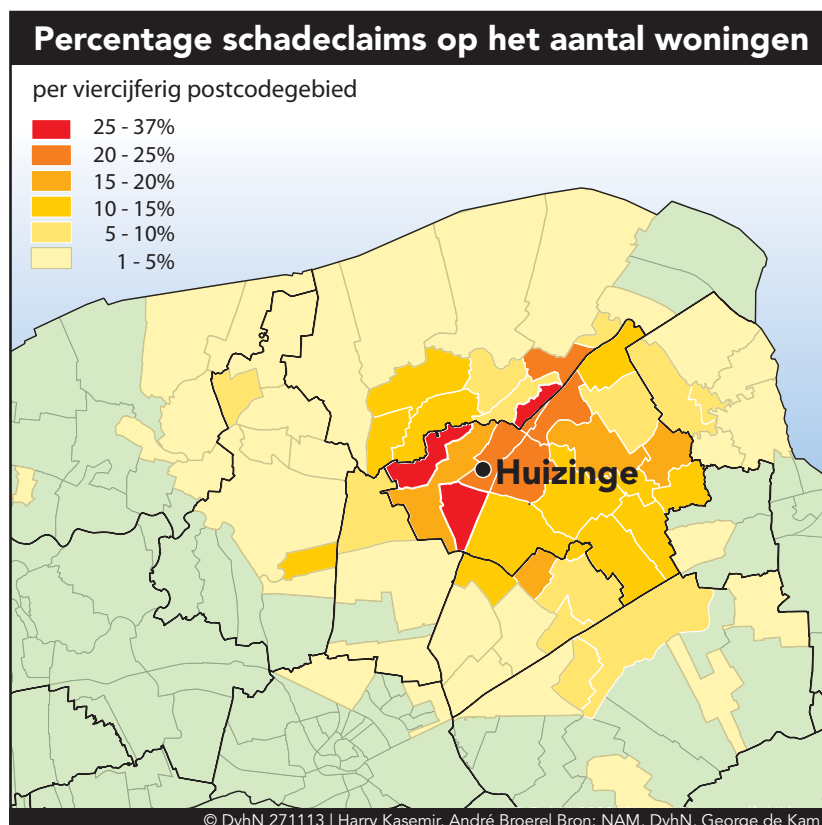 Percentage schadeclaims op het aantal woningen
per viercijferig postcodegebied
25 - 37%
20 - 25%
15 - 20%
10 - 15%
5 - 10%
1 - 5%
Huizinge
© DvhN 271113 | Harry Kasemir, André Broerel Bron: NAM, DvhN, George de Kam